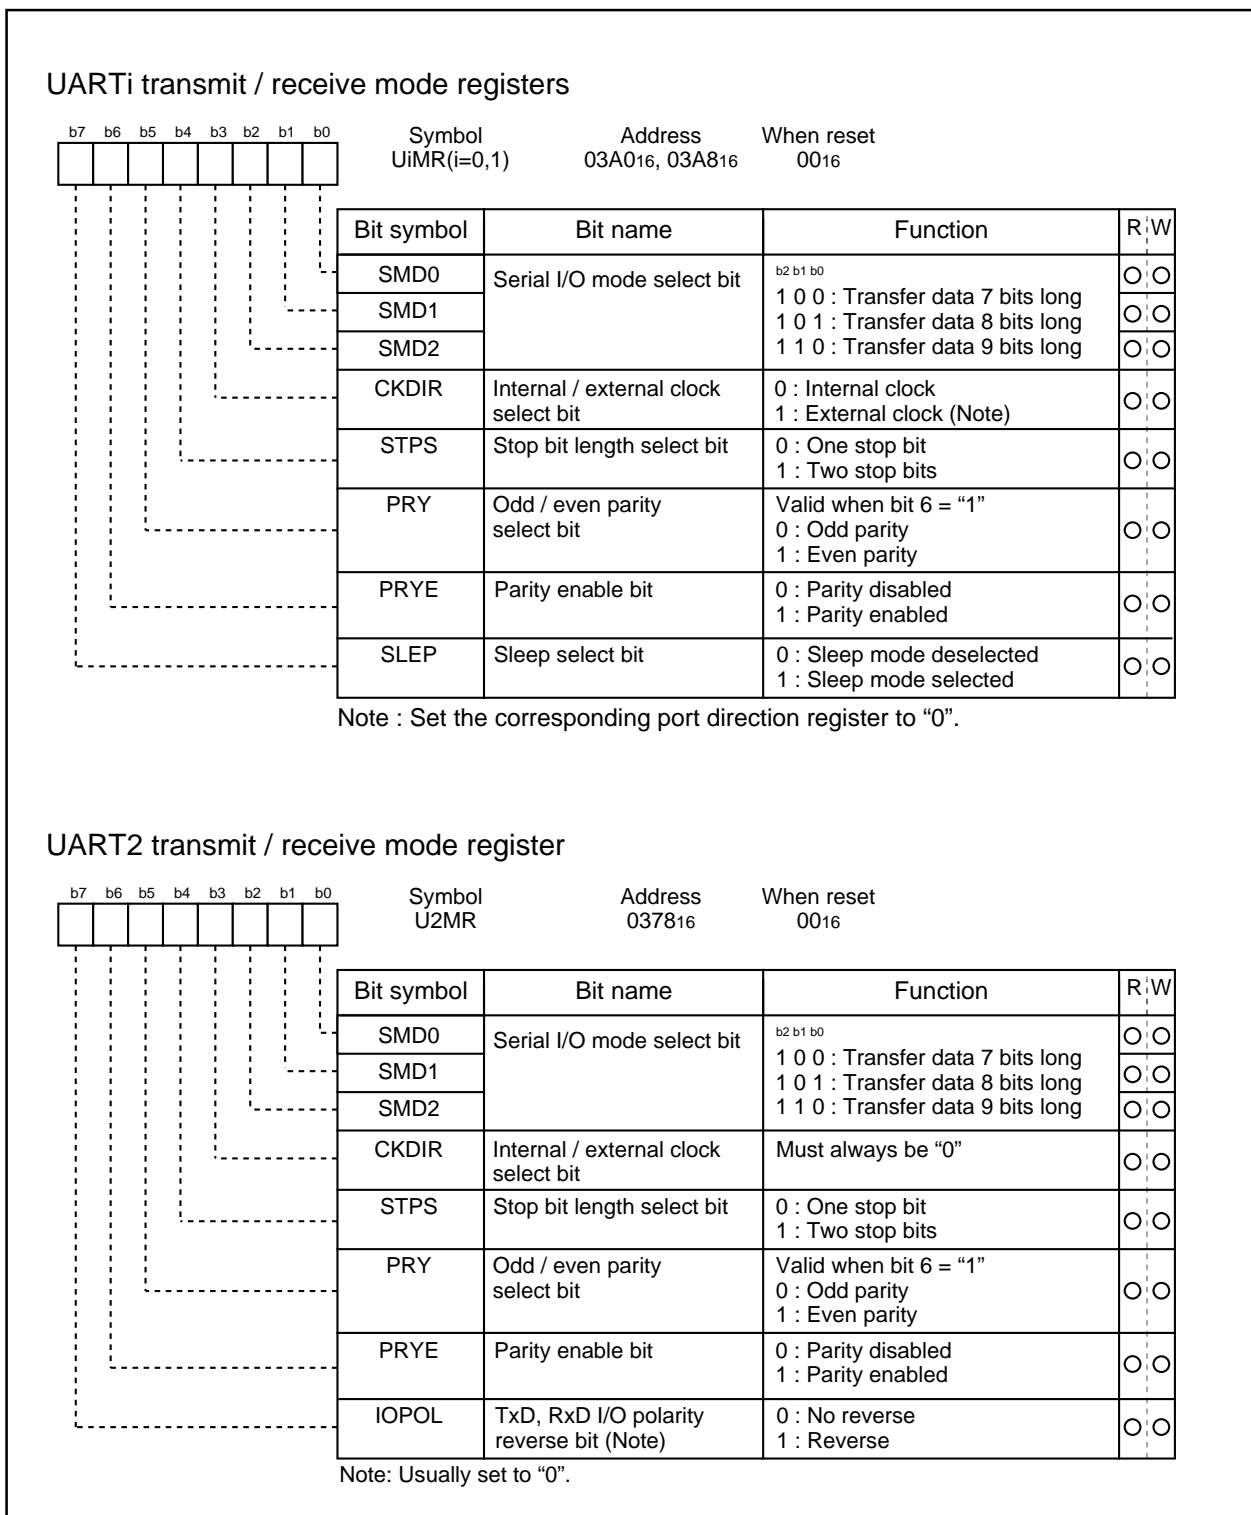 UARTi transmit / receive mode registers
b7 b6 b5 b4 b3 b2 b1 b0
Symbol Address When reset
UiMR(i=0,1) 03A016, 03A816 0016
Bit symbol Bit name Function R W
SMD0 Serial I/O mode select bit b2 b1 b0
1 0 0 : Transfer data 7 bits long
SMD1 1 0 1 : Transfer data 8 bits long
SMD2 1 1 0 : Transfer data 9 bits long
CKDIR Internal / external clock 0 : Internal clock
select bit 1 : External clock (Note)
STPS Stop bit length select bit 0 : One stop bit
1 : Two stop bits
PRY Odd / even parity Valid when bit 6 = “1”
select bit 0 : Odd parity
1 : Even parity
PRYE Parity enable bit 0 : Parity disabled
1 : Parity enabled
SLEP Sleep select bit 0 : Sleep mode deselected
1 : Sleep mode selected
Note : Set the corresponding port direction register to “0”.
UART2 transmit / receive mode register
b7 b6 b5 b4 b3 b2 b1 b0
Symbol Address When reset
U2MR 037816 0016
Bit symbol Bit name Function R W
SMD0 Serial I/O mode select bit b2 b1 b0
1 0 0 : Transfer data 7 bits long
SMD1 1 0 1 : Transfer data 8 bits long
SMD2 1 1 0 : Transfer data 9 bits long
CKDIR Internal / external clock Must always be “0”
select bit
STPS Stop bit length select bit 0 : One stop bit
1 : Two stop bits
PRY Odd / even parity Valid when bit 6 = “1”
select bit 0 : Odd parity
1 : Even parity
PRYE Parity enable bit 0 : Parity disabled
1 : Parity enabled
IOPOL TxD, RxD I/O polarity 0 : No reverse
reverse bit (Note) 1 : Reverse
Note: Usually set to “0”.